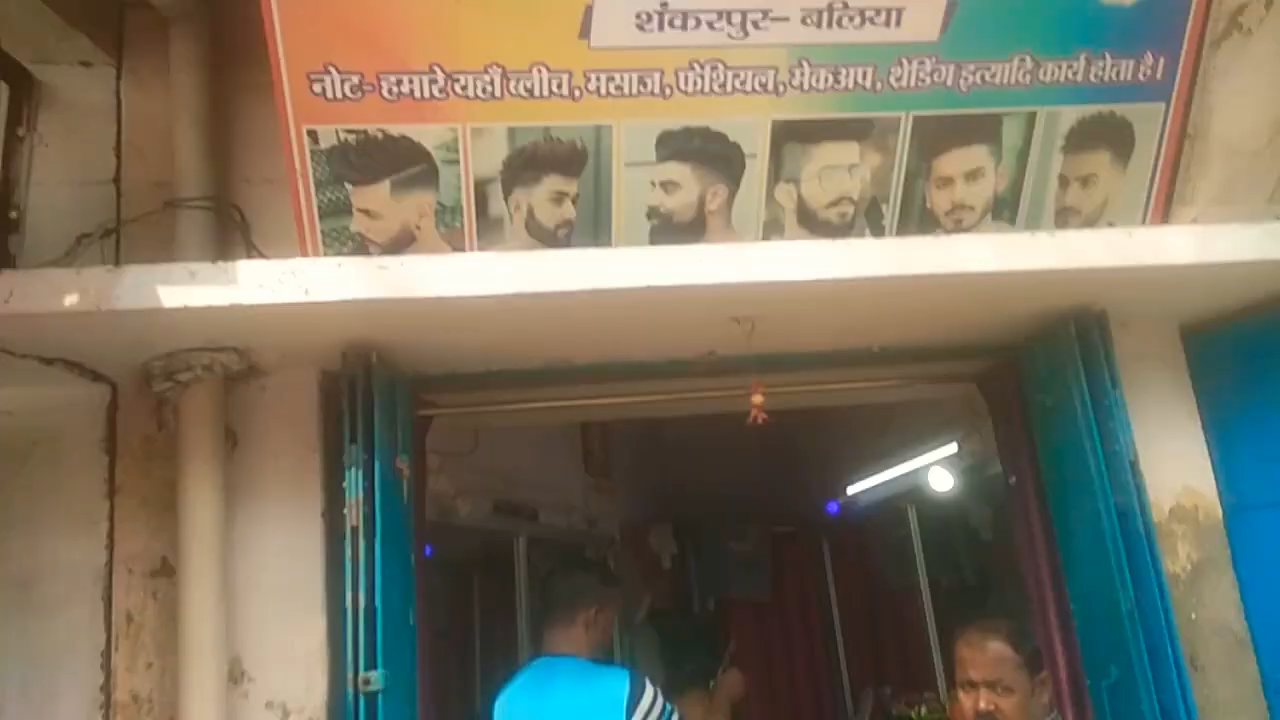 शंकरपुर- बलिया
नोट- हमारे यहाँ ब्लीच, मसाज, फेशियल, मेकअप, थ्रेडिंग इत्यादि कार्य होता है।